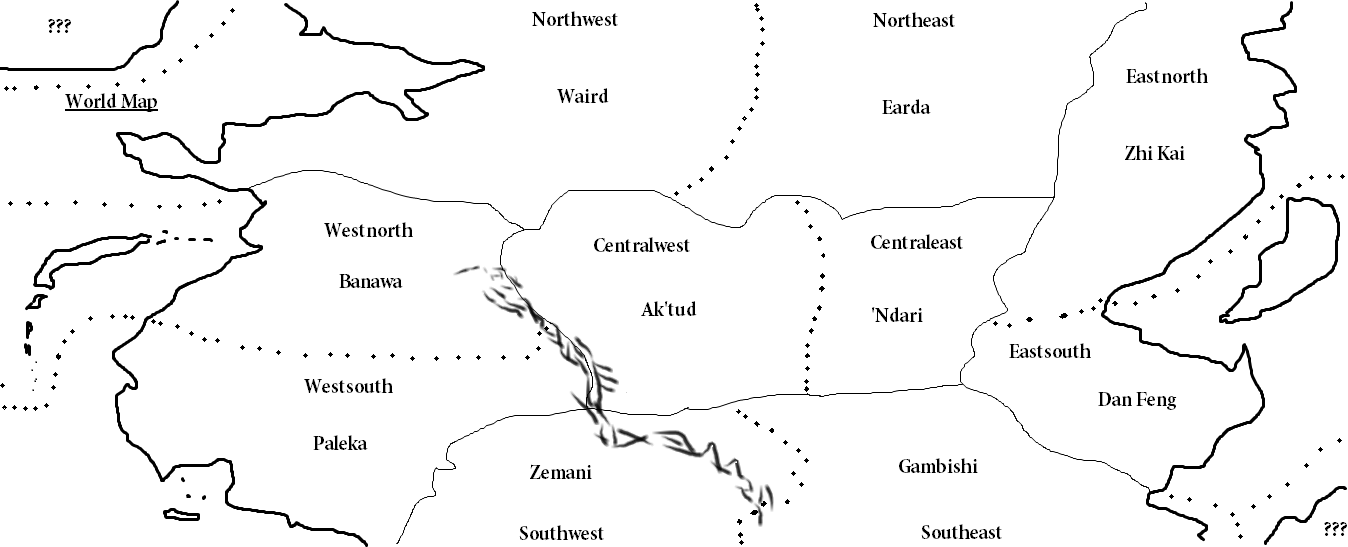 ???
World Map
Northwest
Waird
Northeast
Earda
Eastnorth
Zhi Kai
Westnorth
Banawa
Centralwest
Ak'tud
Centraleast
'Ndari
Eastsouth
Dan Feng
Westsouth
Paleka
Zemani
Southwest
Gambishi
Southeast
???